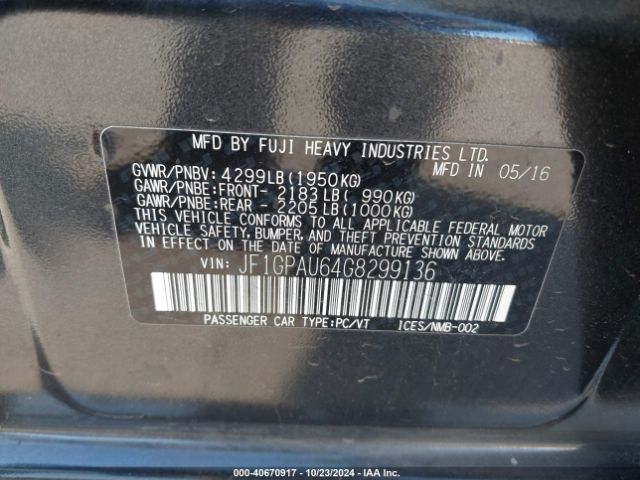 MFD BY FUJI HEAVY INDUSTRIES LTD.
GVWR/PNBV: 4299LB(1950KG) MFD IN 05/16
GAWR/PNBE:FRONT- 2183LB( 990KG)
GAWR/PNBE:REAR - 2205LB(1000KG)
THIS VEHICLE CONFORMS TO ALL APPLICABLE FEDERAL MOTOR
VEHICLE SAFETY, BUMPER, AND THEFT PREVENTION STANDARDS
IN EFFECT ON THE DATE OF MANUFACTURE SHOWN ABOVE.
VIN: JF1GPAU64G8299136
PASSENGER CAR TYPE:PC/VT ICES/NMB-002
000-40670917 - 10/23/2024 - IAA Inc.